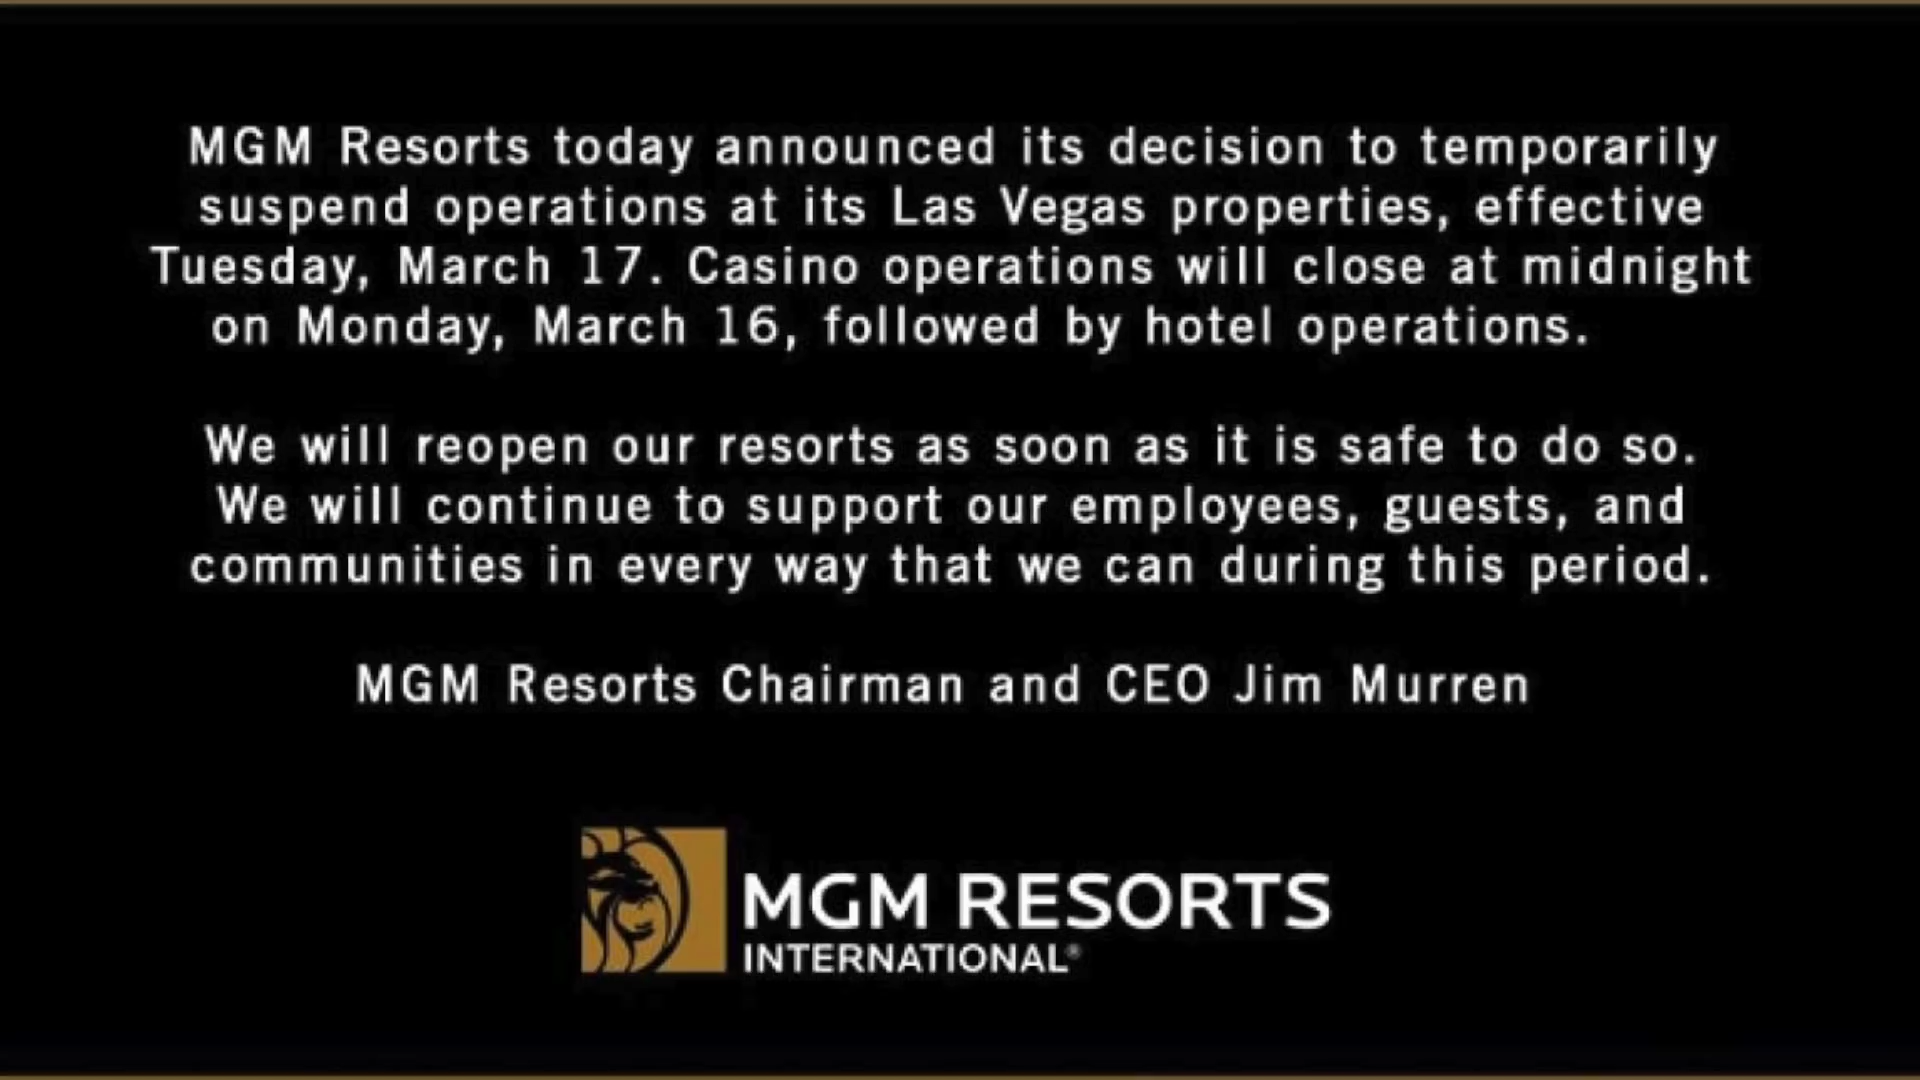 MGM Resorts today announced its decision to temporarily
suspend operations at its Las Vegas properties, effective
Tuesday, March 17. Casino operations will close at midnight
on Monday, March 16, followed by hotel operations.
We will reopen our resorts as soon as it is safe to do so.
We will continue to support our employees, guests, and
communities in every way that we can during this period.
MGM Resorts Chairman and CEO Jim Murren
MGM RESORTS
INTERNATIONAL®